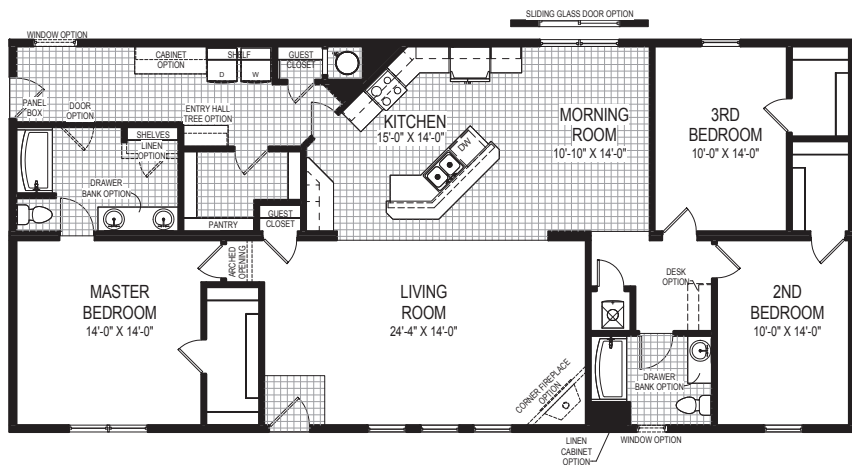 SLIDING GLASS DOOR OPTION
WINDOW OPTION
CABINET
OPTION
SHELF
D
W
GUEST
CLOSET
PANEL
BOX
DOOR
OPTION
ENTRY HALL
TREE OPTION
KITCHEN
15'-0" X 14'-0"
MORNING
ROOM
10'-10" X 14'-0"
3RD
BEDROOM
10'-0" X 14'-0"
SHELVES
LINEN
OPTION
DW
DRAWER
BANK OPTION
PANTRY
GUEST
CLOSET
ARCHED
OPENING
MASTER
BEDROOM
14'-0" X 14'-0"
LIVING
ROOM
24'-4" X 14'-0"
DESK
OPTION
2ND
BEDROOM
10'-0" X 14'-0"
CORNER FIREPLACE
OPTION
DRAWER
BANK OPTION
LINEN
CABINET
OPTION
WINDOW OPTION